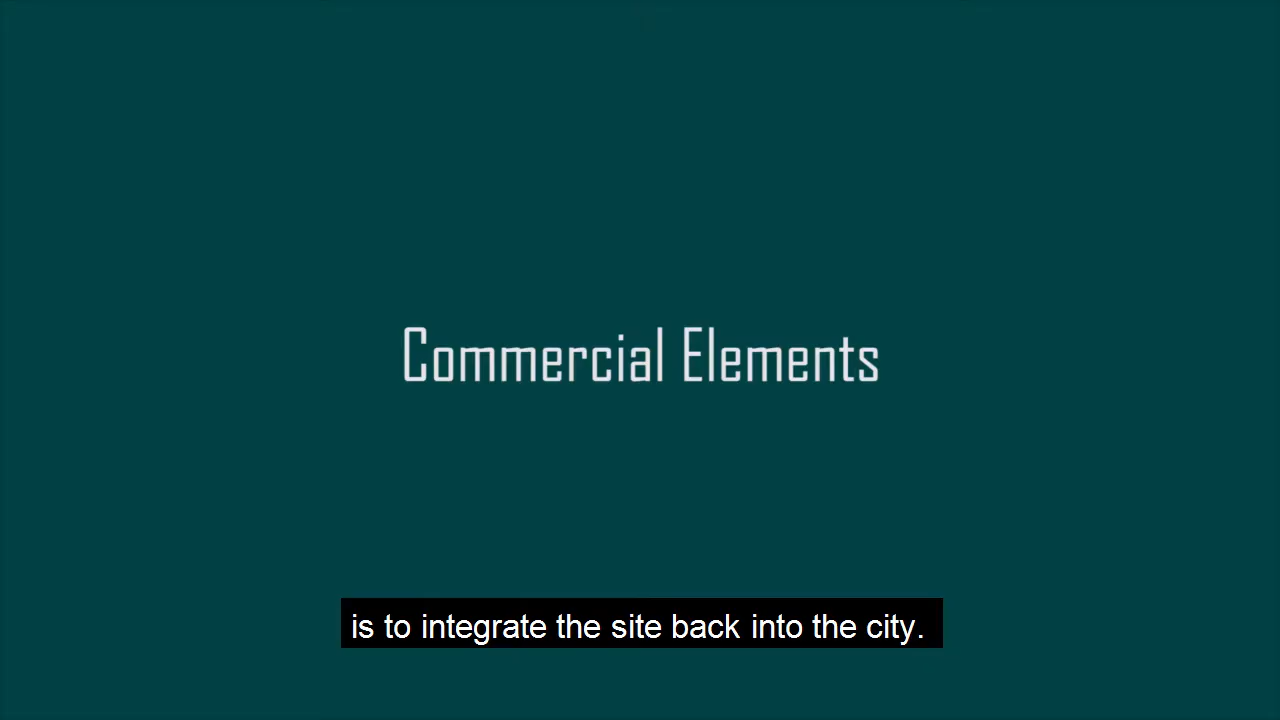 Commercial Elements
is to integrate the site back into the city.